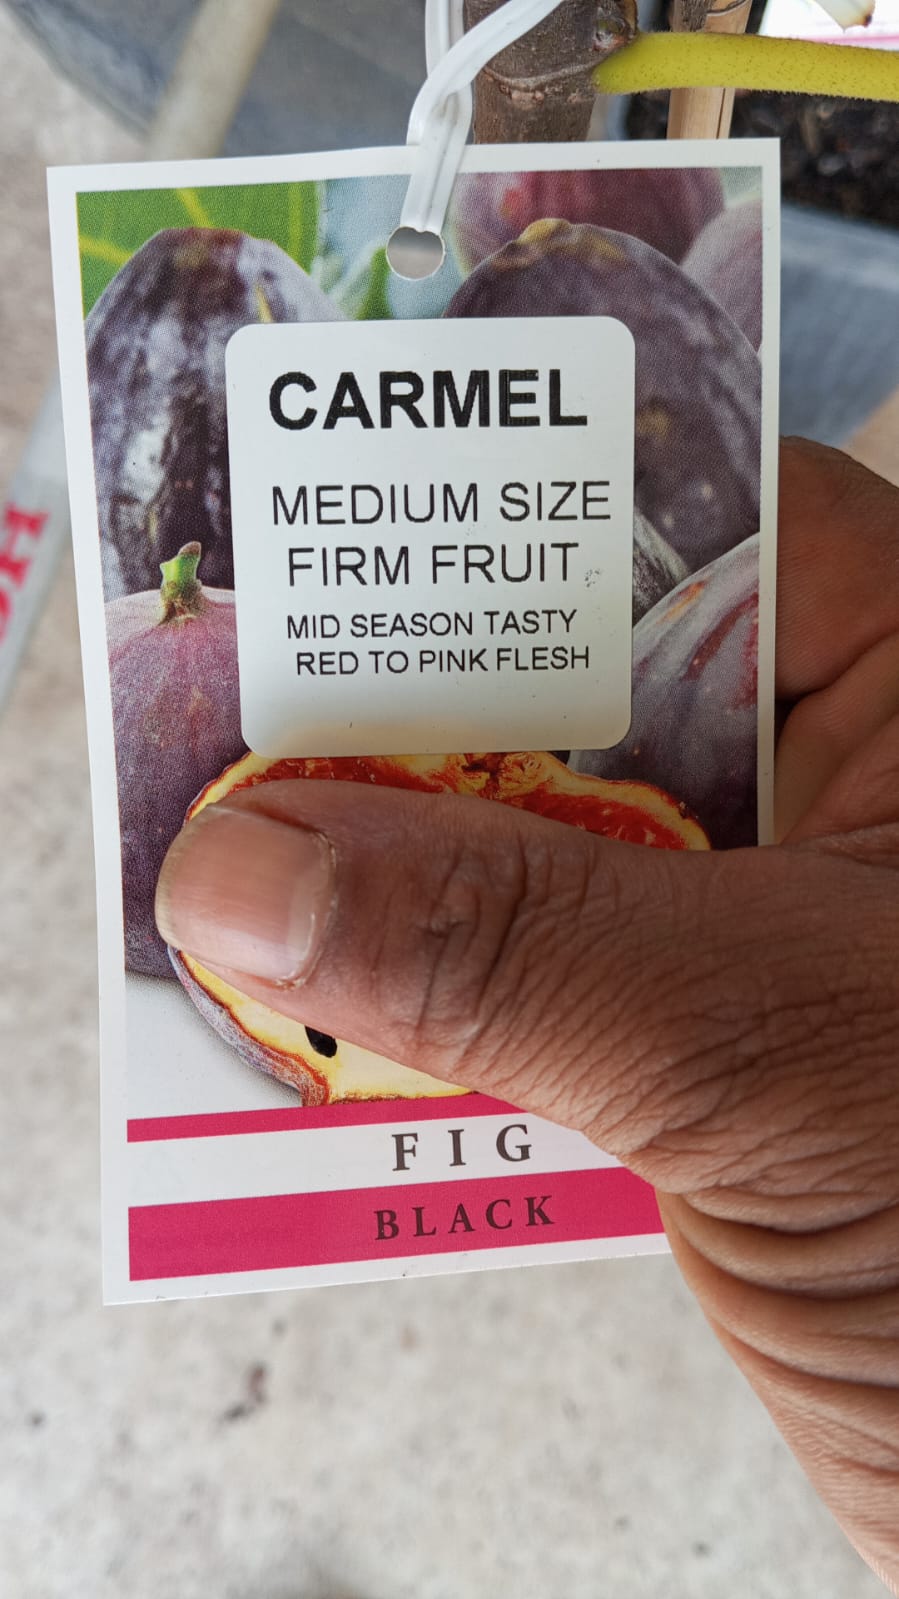 CARMEL
MEDIUM SIZE
FIRM FRUIT
MID SEASON TASTY
RED TO PINK FLESH
FIG
BLACK